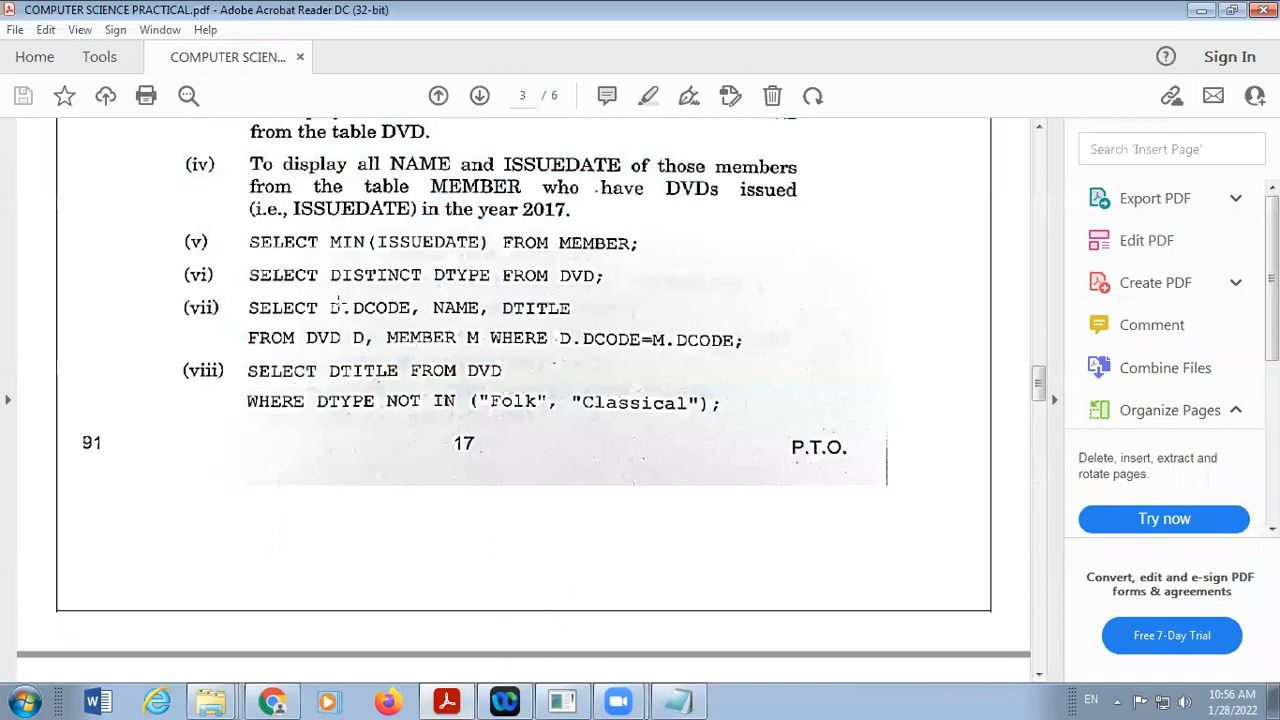 COMPUTER SCIENCE PRACTICAL.pdf - Adobe Acrobat Reader DC (32-bit)
File Edit View Sign Window Help
Home Tools COMPUTER SCIEN... × Sign In
3 / 6
from the table DVD.
(iv) To display all NAME and ISSUEDATE of those members
from the table MEMBER who have DVDs issued
(i.e., ISSUEDATE) in the year 2017.
(v) SELECT MIN(ISSUEDATE) FROM MEMBER;
(vi) SELECT DISTINCT DTYPE FROM DVD;
(vii) SELECT D.DCODE, NAME, DTITLE
FROM DVD D, MEMBER M WHERE D.DCODE=M.DCODE;
(viii) SELECT DTITLE FROM DVD
WHERE DTYPE NOT IN ("Folk", "Classical");
91 17 P.T.O.
Search 'Insert Page'
Export PDF
Edit PDF
Create PDF
Comment
Combine Files
Organize Pages
Delete, insert, extract and
rotate pages.
Try now
Convert, edit and e-sign PDF
forms & agreements
Free 7-Day Trial
EN 10:56 AM
1/28/2022